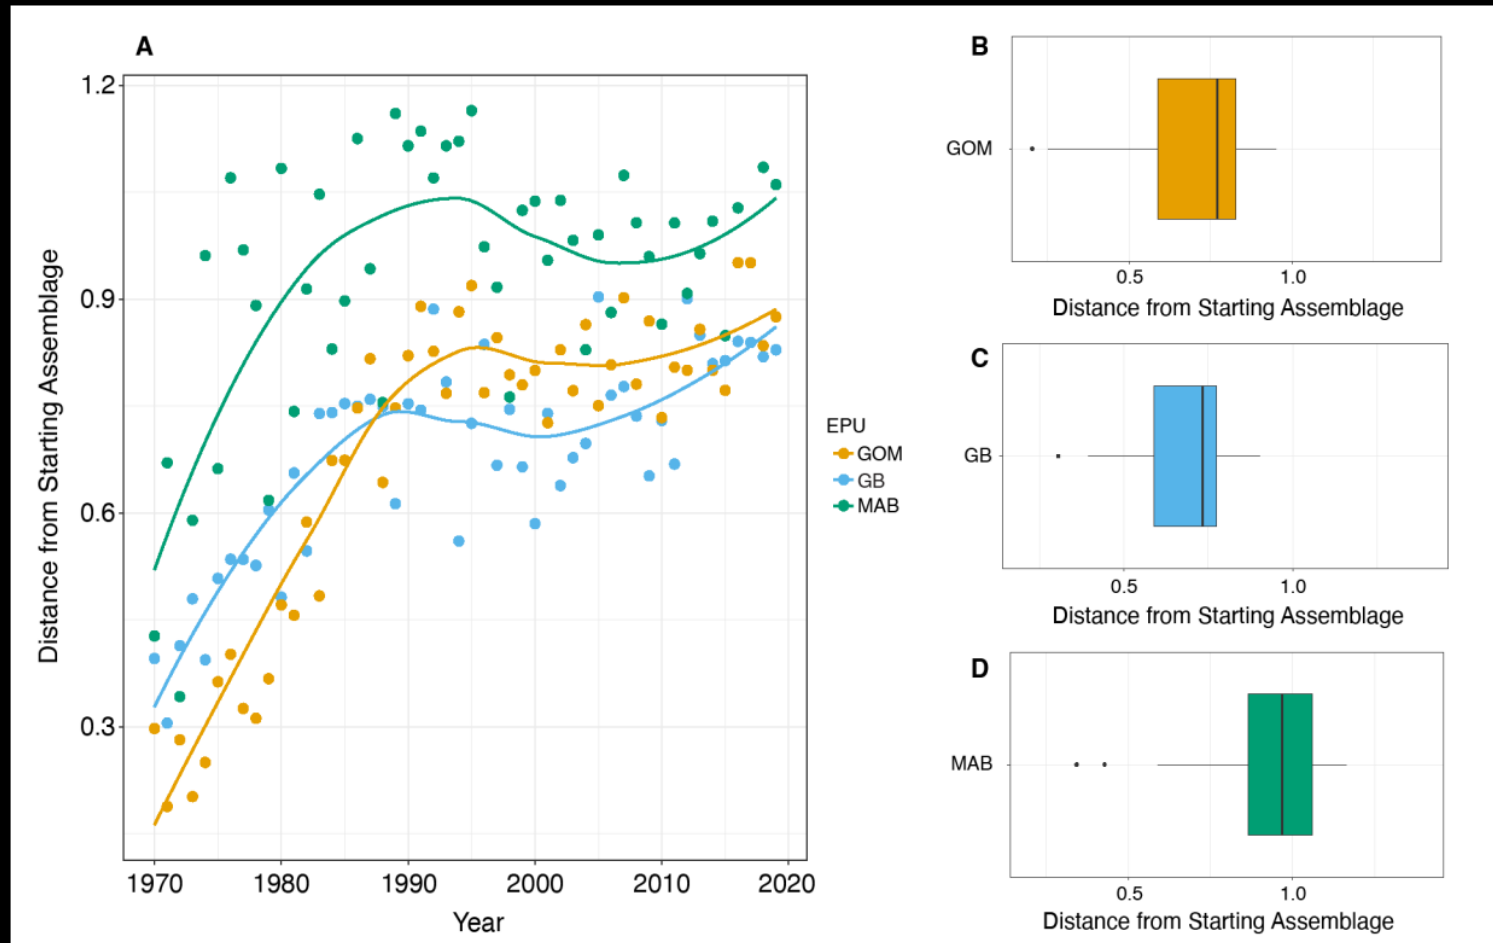 A
1.2
0.9
0.6
0.3
Distance from Starting Assemblage
1970 1980 1990 2000 2010 2020
Year
EPU
GOM
GB
MAB
B
GOM
0.5 1.0
Distance from Starting Assemblage
C
GB
0.5 1.0
Distance from Starting Assemblage
D
MAB
0.5 1.0
Distance from Starting Assemblage